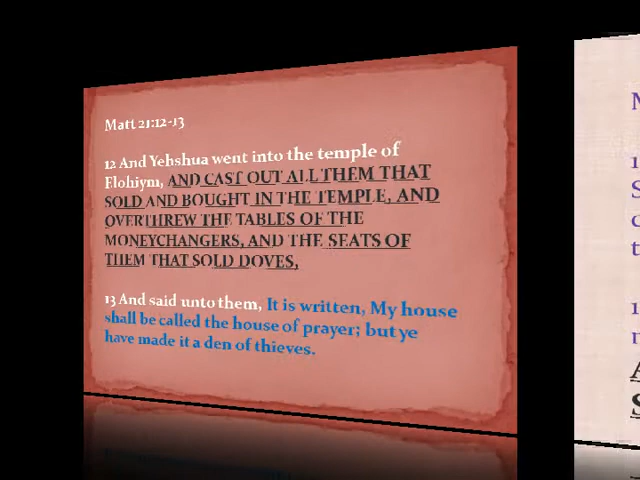 Matt 21:12-13
12 And Yehshua went into the temple of
Elohiym, AND CAST OUT ALL THEM THAT
SOLD AND BOUGHT IN THE TEMPLE, AND
OVERTHREW THE TABLES OF THE
MONEYCHANGERS, AND THE SEATS OF
THEM THAT SOLD DOVES,
13 And said unto them, It is written, My house
shall be called the house of prayer; but ye
have made it a den of thieves.